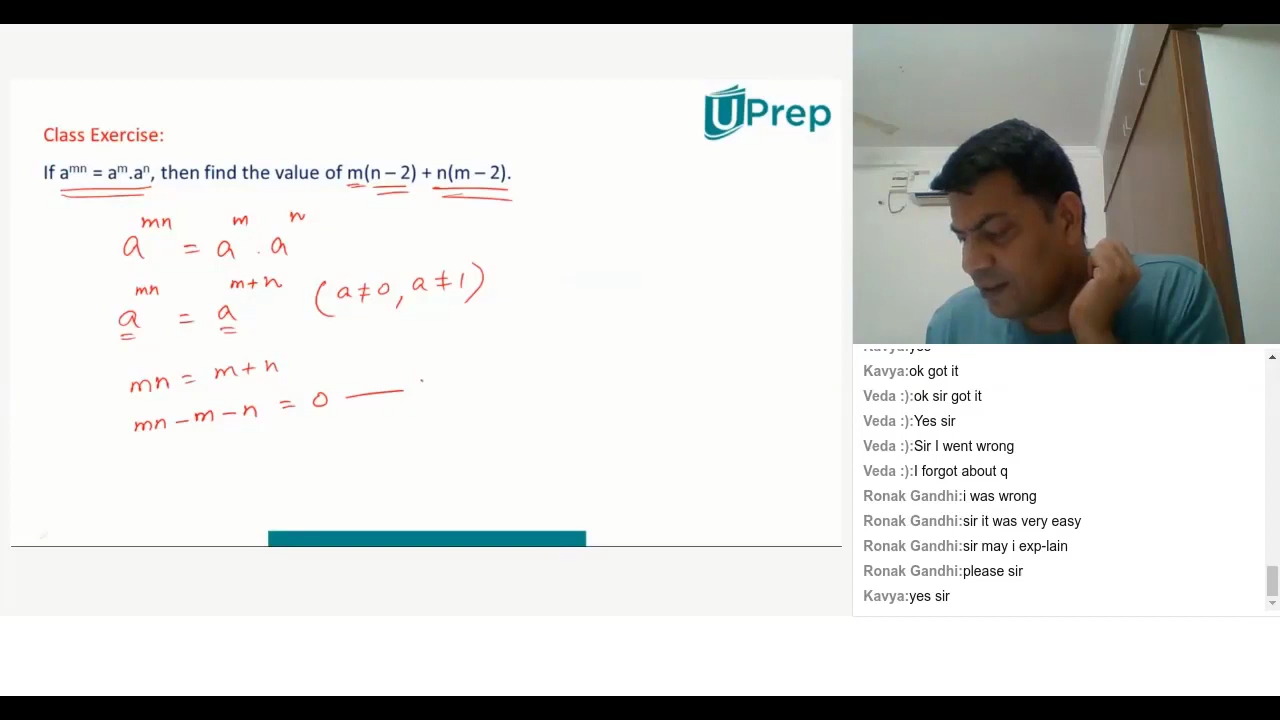 UPrep
Class Exercise:
If aᵐⁿ = aᵐ.aⁿ, then find the value of m(n – 2) + n(m – 2).
aᵐⁿ = aᵐ . aⁿ
aᵐⁿ = aᵐ⁺ⁿ (a ≠ 0, a ≠ 1)
mn = m + n
mn – m – n = 0 —
Kavya:yes
Kavya:ok got it
Veda :):ok sir got it
Veda :):Yes sir
Veda :):Sir I went wrong
Veda :):I forgot about q
Ronak Gandhi:i was wrong
Ronak Gandhi:sir it was very easy
Ronak Gandhi:sir may i exp-lain
Ronak Gandhi:please sir
Kavya:yes sir